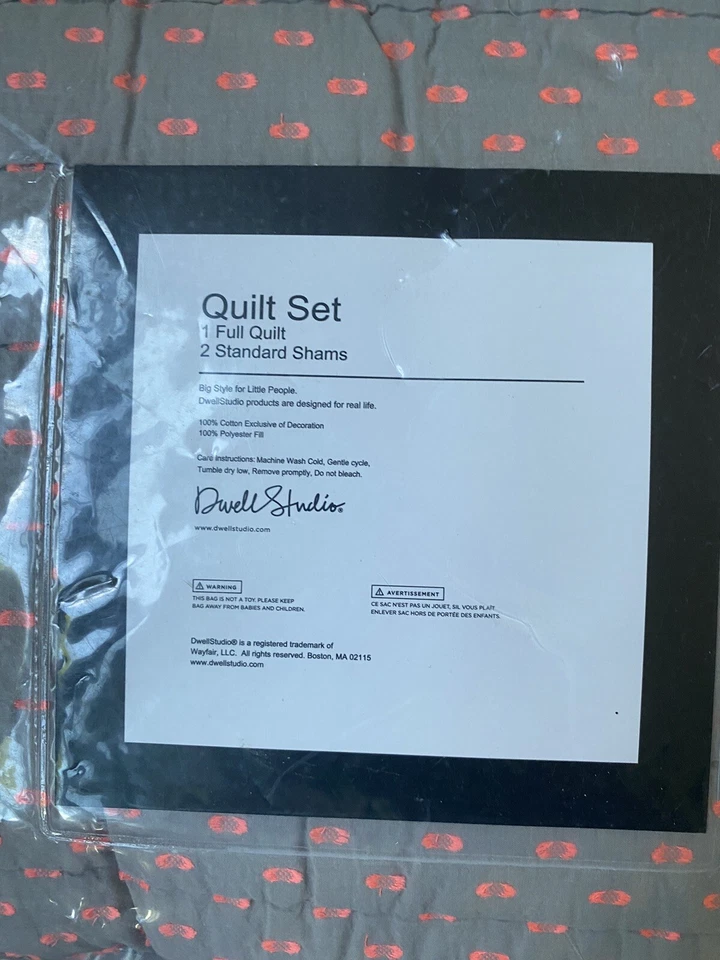 Quilt Set
1 Full Quilt
2 Standard Shams
Big Style for Little People.
DwellStudio products are designed for real life.
100% Cotton Exclusive of Decoration
100% Polyester Fill
Care Instructions: Machine Wash Cold, Gentle cycle,
Tumble dry low, Remove promptly, Do not bleach.
DwellStudio®
www.dwellstudio.com
⚠ WARNING
THIS BAG IS NOT A TOY. PLEASE KEEP
BAG AWAY FROM BABIES AND CHILDREN.
⚠ AVERTISSEMENT
CE SAC N'EST PAS UN JOUET, SIL VOUS PLAIT
ENLEVER SAC HORS DE PORTÉE DES ENFANTS.
DwellStudio® is a registered trademark of
Wayfair, LLC. All rights reserved. Boston, MA 02115
www.dwellstudio.com